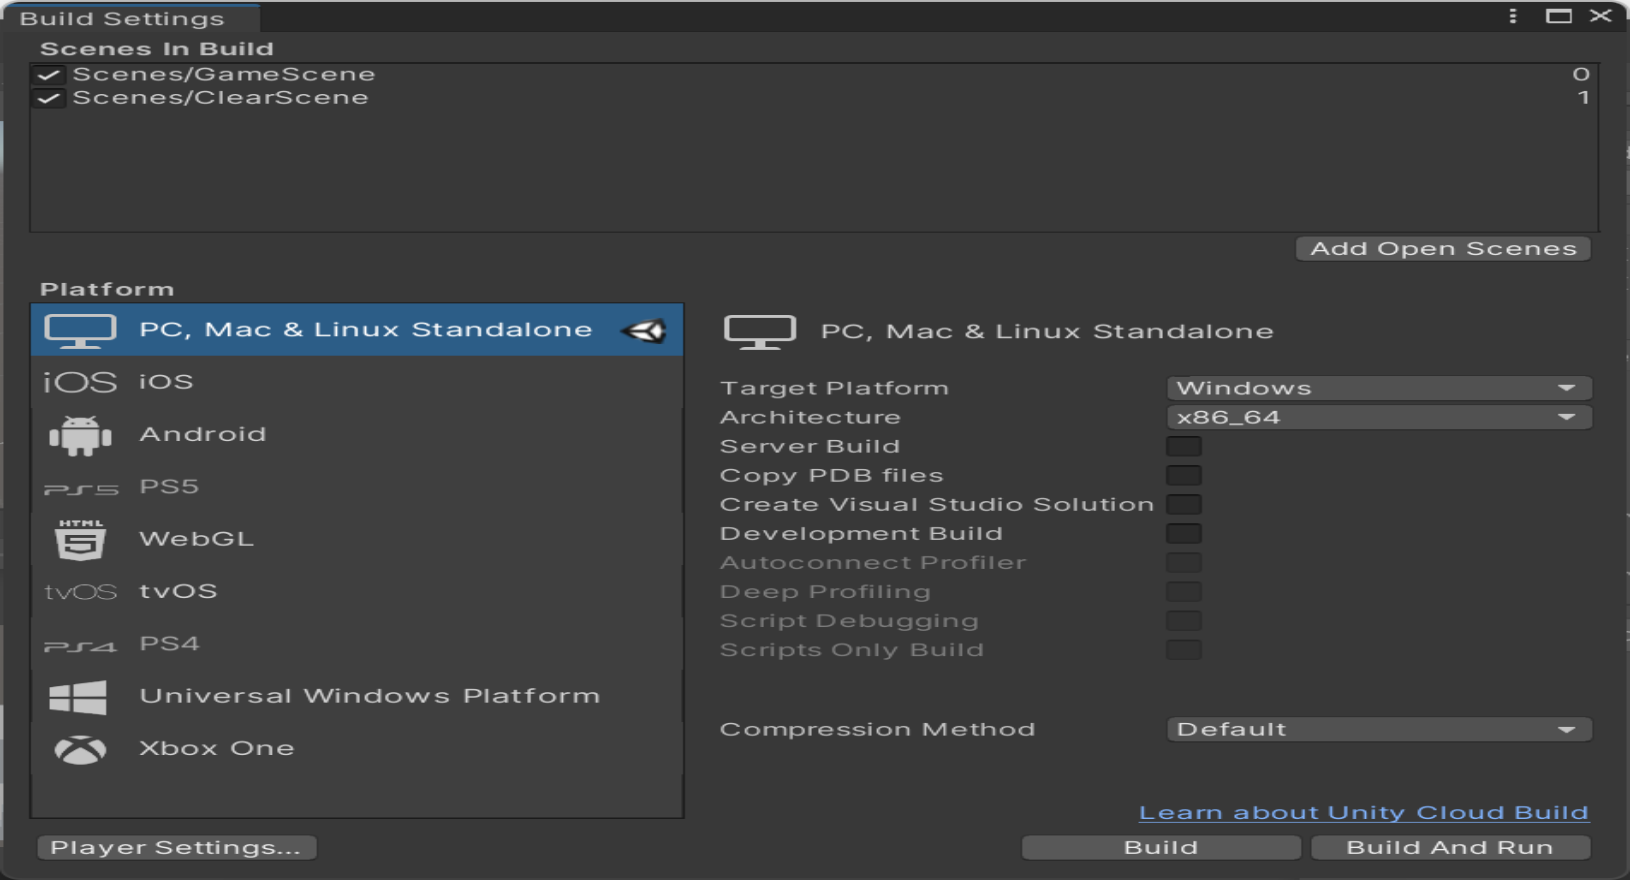 Build Settings
Scenes In Build
Scenes/GameScene 0
Scenes/ClearScene 1
Add Open Scenes
Platform
PC, Mac & Linux Standalone
iOS iOS
Android
PS5 PS5
HTML 5 WebGL
tvOS tvOS
PS4 PS4
Universal Windows Platform
Xbox One
Player Settings...
PC, Mac & Linux Standalone
Target Platform Windows
Architecture x86_64
Server Build
Copy PDB files
Create Visual Studio Solution
Development Build
Autoconnect Profiler
Deep Profiling
Script Debugging
Scripts Only Build
Compression Method Default
Learn about Unity Cloud Build
Build Build And Run